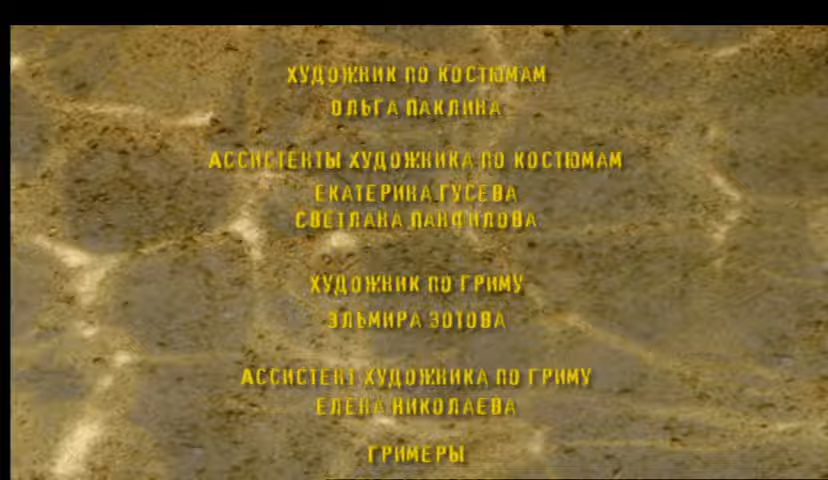 ХУДОЖНИК ПО КОСТЮМАМ
ОЛЬГА ПАКЛИНА
АССИСТЕНТЫ ХУДОЖНИКА ПО КОСТЮМАМ
ЕКАТЕРИНА ГУСЕВА
СВЕТЛАНА ПАНФИЛОВА
ХУДОЖНИК ПО ГРИМУ
ЭЛЬМИРА ЗОТОВА
АССИСТЕНТ ХУДОЖНИКА ПО ГРИМУ
ЕЛЕНА НИКОЛАЕВА
ГРИМЕРЫ